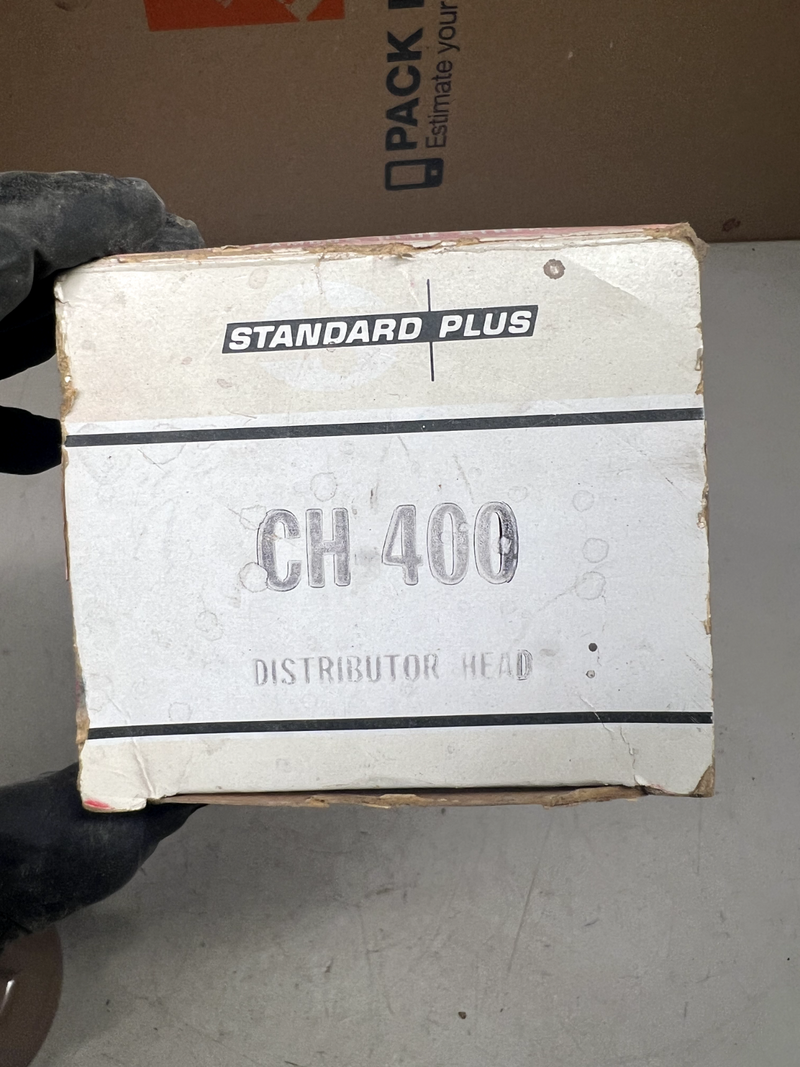 PACK
Estimate your
STANDARD PLUS
CH 400
DISTRIBUTOR HEAD